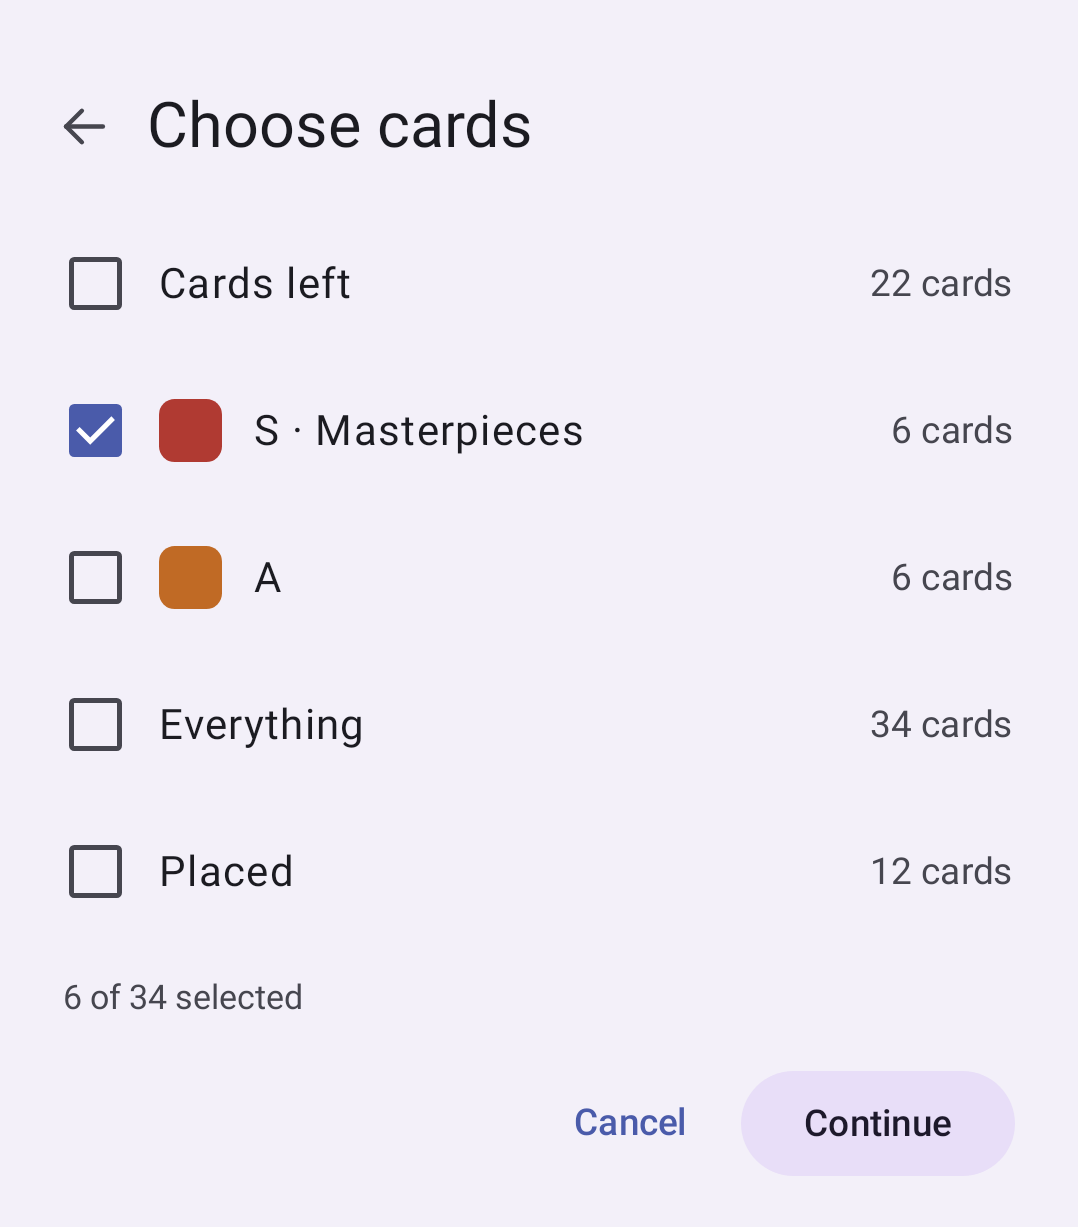 Choose cards
Cards left 22 cards
S · Masterpieces 6 cards
A 6 cards
Everything 34 cards
Placed 12 cards
6 of 34 selected
Cancel Continue